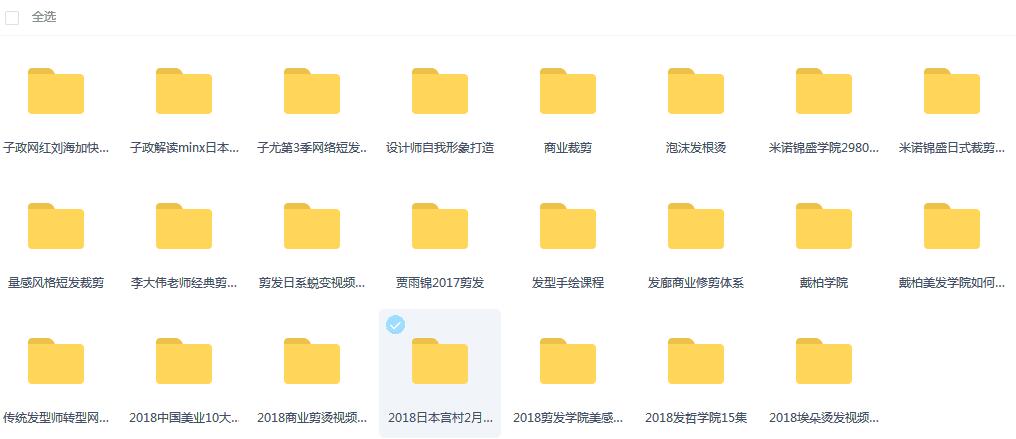 全选
子政网红刘海加快...
子政解读minx日本...
子尤第3季网络短发..
设计师自我形象打造
商业裁剪
泡沫发根烫
米诺锦盛学院2980...
米诺锦盛日式裁剪...
量感风格短发裁剪
李大伟老师经典剪...
剪发日系蜕变视频...
贾雨锦2017剪发
发型手绘课程
发廊商业修剪体系
戴柏学院
戴柏美发学院如何...
传统发型师转型网...
2018中国美业10大...
2018商业剪烫视频...
2018日本宫村2月...
2018剪发学院美感...
2018发哲学院15集
2018埃朵烫发视频...